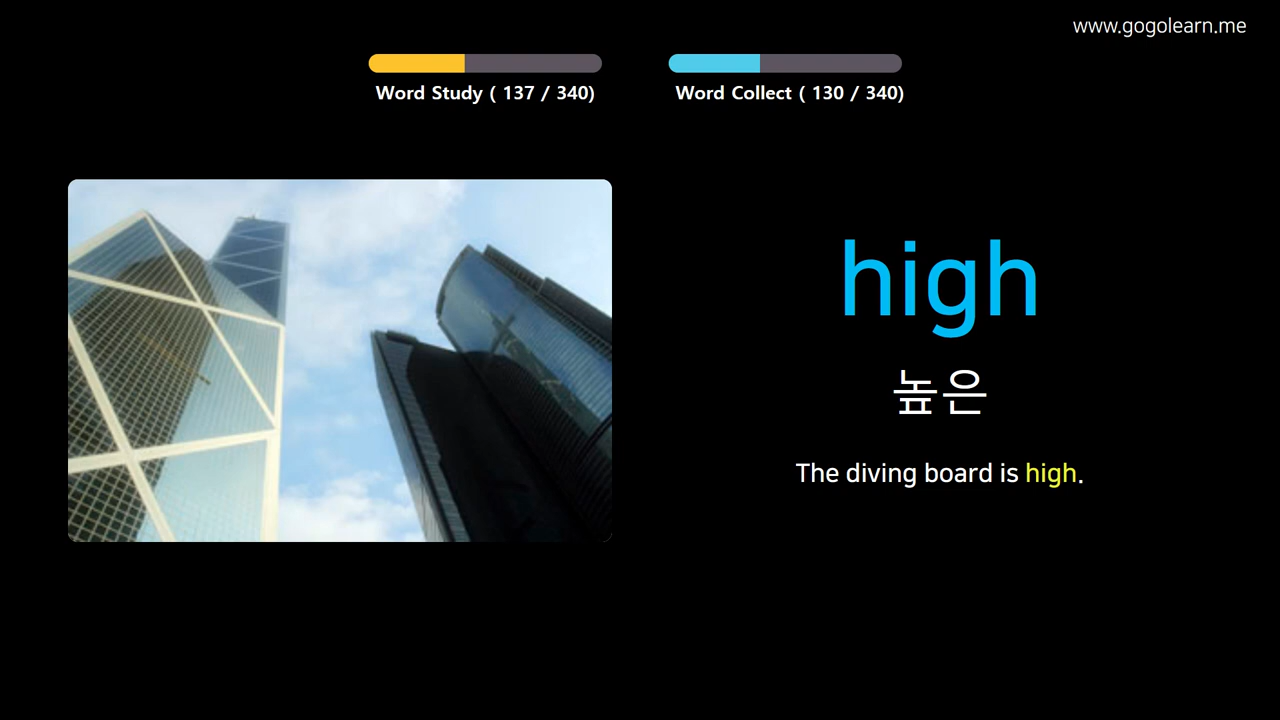 www.gogolearn.me
Word Study ( 137 / 340)
Word Collect ( 130 / 340)
high
높은
The diving board is high.